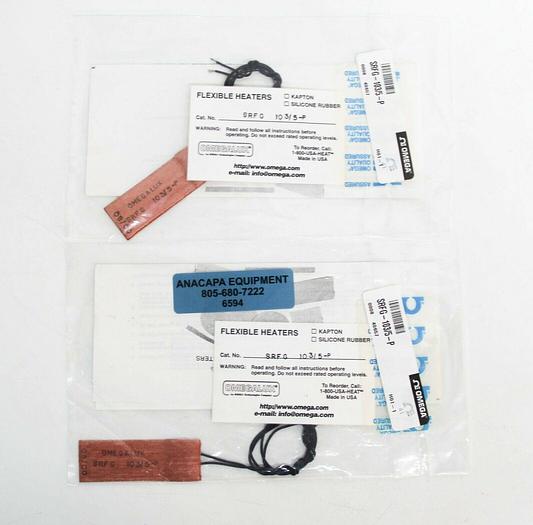 FLEXIBLE HEATERS
☐ KAPTON
☐ SILICONE RUBBER
Cat. No. SRFG 103/5-P
WARNING: Read and follow all instructions before
operating. Do not exceed rated operating levels.
OMEGALUX
To Reorder, Call:
1-800-USA-HEAT
Made in USA
http://www.omega.com
e-mail: info@omega.com
SRFG-103/5-P
OMEGA
OMEGALUX
SRFG 103/5-P
ANACAPA EQUIPMENT
805-680-7222
6594
FLEXIBLE HEATERS
☐ KAPTON
☐ SILICONE RUBBER
Cat. No. SRFG 103/5-P
WARNING: Read and follow all instructions before
operating. Do not exceed rated operating levels.
OMEGALUX
To Reorder, Call:
1-800-USA-HEAT
Made in USA
http://www.omega.com
e-mail: info@omega.com
SRFG-103/5-P
OMEGA
OMEGALUX
SRFG 103/5-P